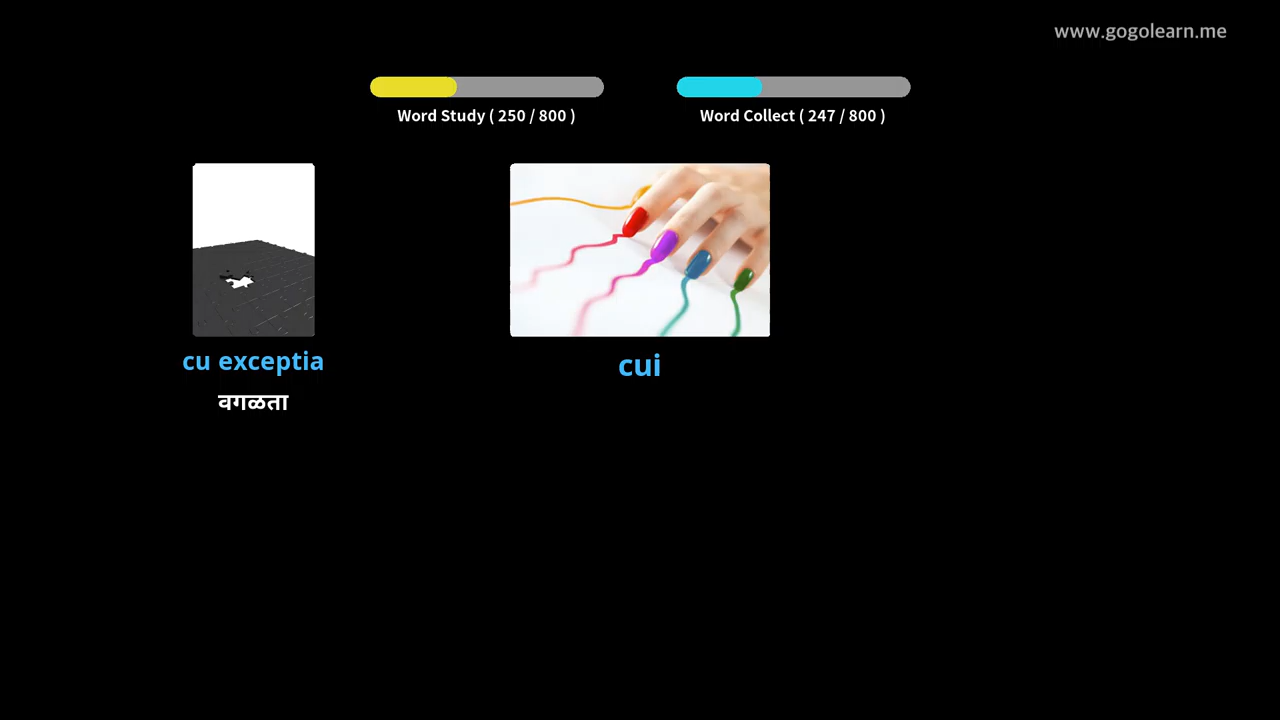 www.gogolearn.me
Word Study ( 250 / 800 )
Word Collect ( 247 / 800 )
cu exceptia
वगळता
cui